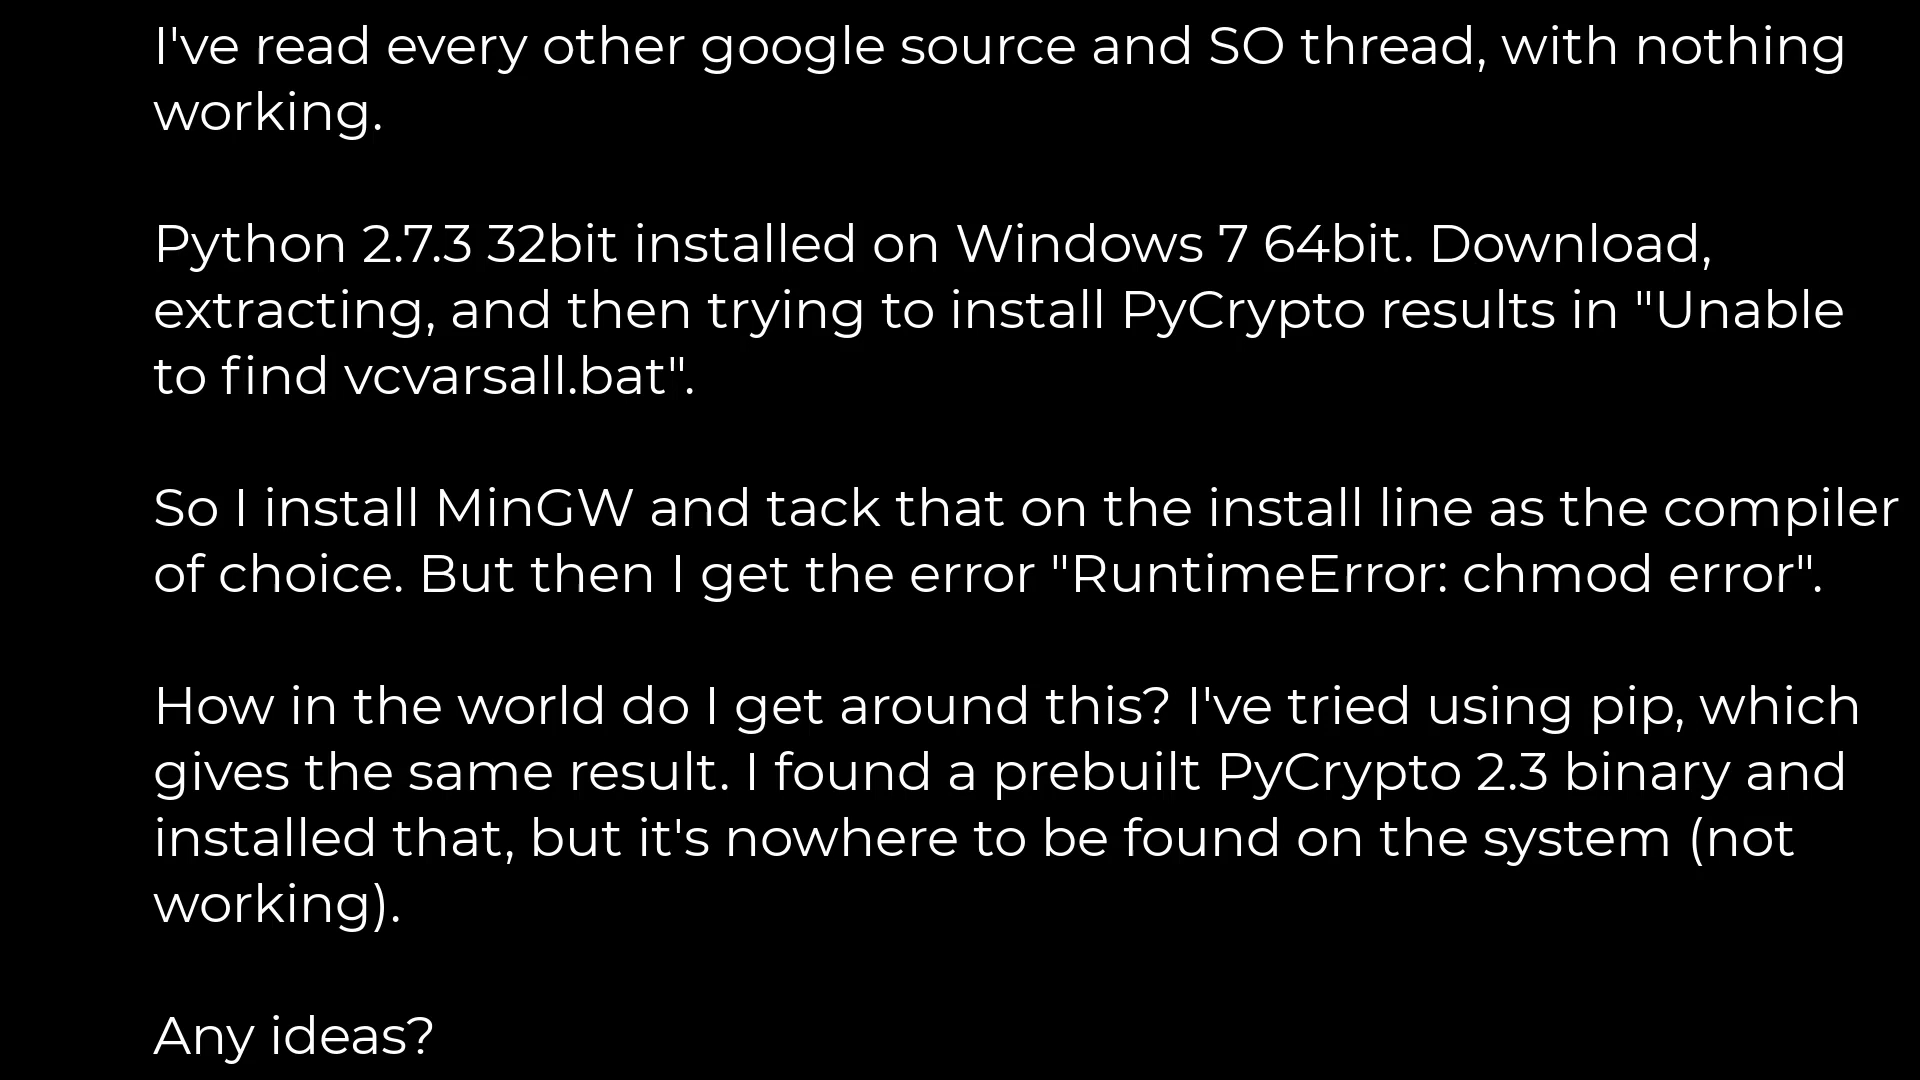 I've read every other google source and SO thread, with nothing
working.
Python 2.7.3 32bit installed on Windows 7 64bit. Download,
extracting, and then trying to install PyCrypto results in "Unable
to find vcvarsall.bat".
So I install MinGW and tack that on the install line as the compiler
of choice. But then I get the error "RuntimeError: chmod error".
How in the world do I get around this? I've tried using pip, which
gives the same result. I found a prebuilt PyCrypto 2.3 binary and
installed that, but it's nowhere to be found on the system (not
working).
Any ideas?